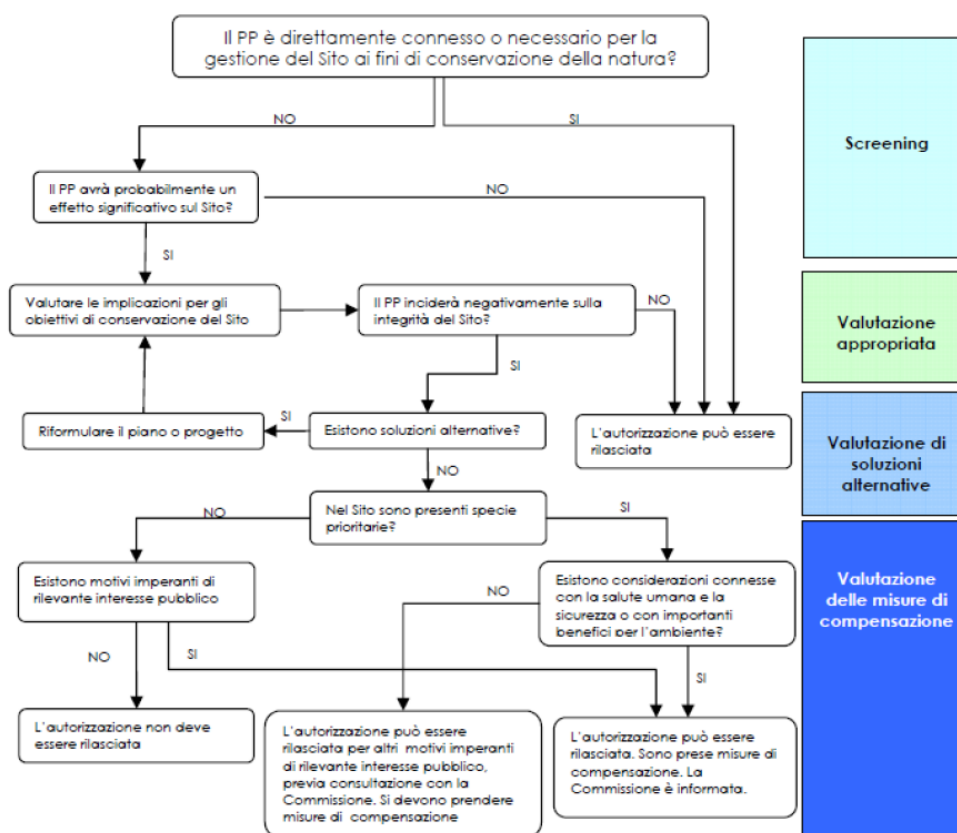 Il PP è direttamente connesso o necessario per la
gestione del Sito ai fini di conservazione della natura?
NO
SI
Screening
Il PP avrà probabilmente un
effetto significativo sul Sito?
NO
SI
Valutare le implicazioni per gli
obiettivi di conservazione del Sito
Il PP inciderà negativamente sulla
integrità del Sito?
NO
Valutazione
appropriata
SI
Riformulare il piano o progetto
SI
Esistono soluzioni alternative?
L'autorizzazione può essere
rilasciata
Valutazione di
soluzioni
alternative
NO
Nel Sito sono presenti specie
prioritarie?
NO
SI
Esistono motivi imperanti di
rilevante interesse pubblico
Esistono considerazioni connesse
con la salute umana e la
sicurezza o con importanti
benefici per l'ambiente?
NO
Valutazione
delle misure di
compensazione
NO
SI
SI
L'autorizzazione non deve
essere rilasciata
L'autorizzazione può essere
rilasciata per altri motivi imperanti
di rilevante interesse pubblico,
previa consultazione con la
Commissione. Si devono prendere
misure di compensazione
L'autorizzazione può essere
rilasciata. Sono prese misure di
compensazione. La
Commissione è informata.